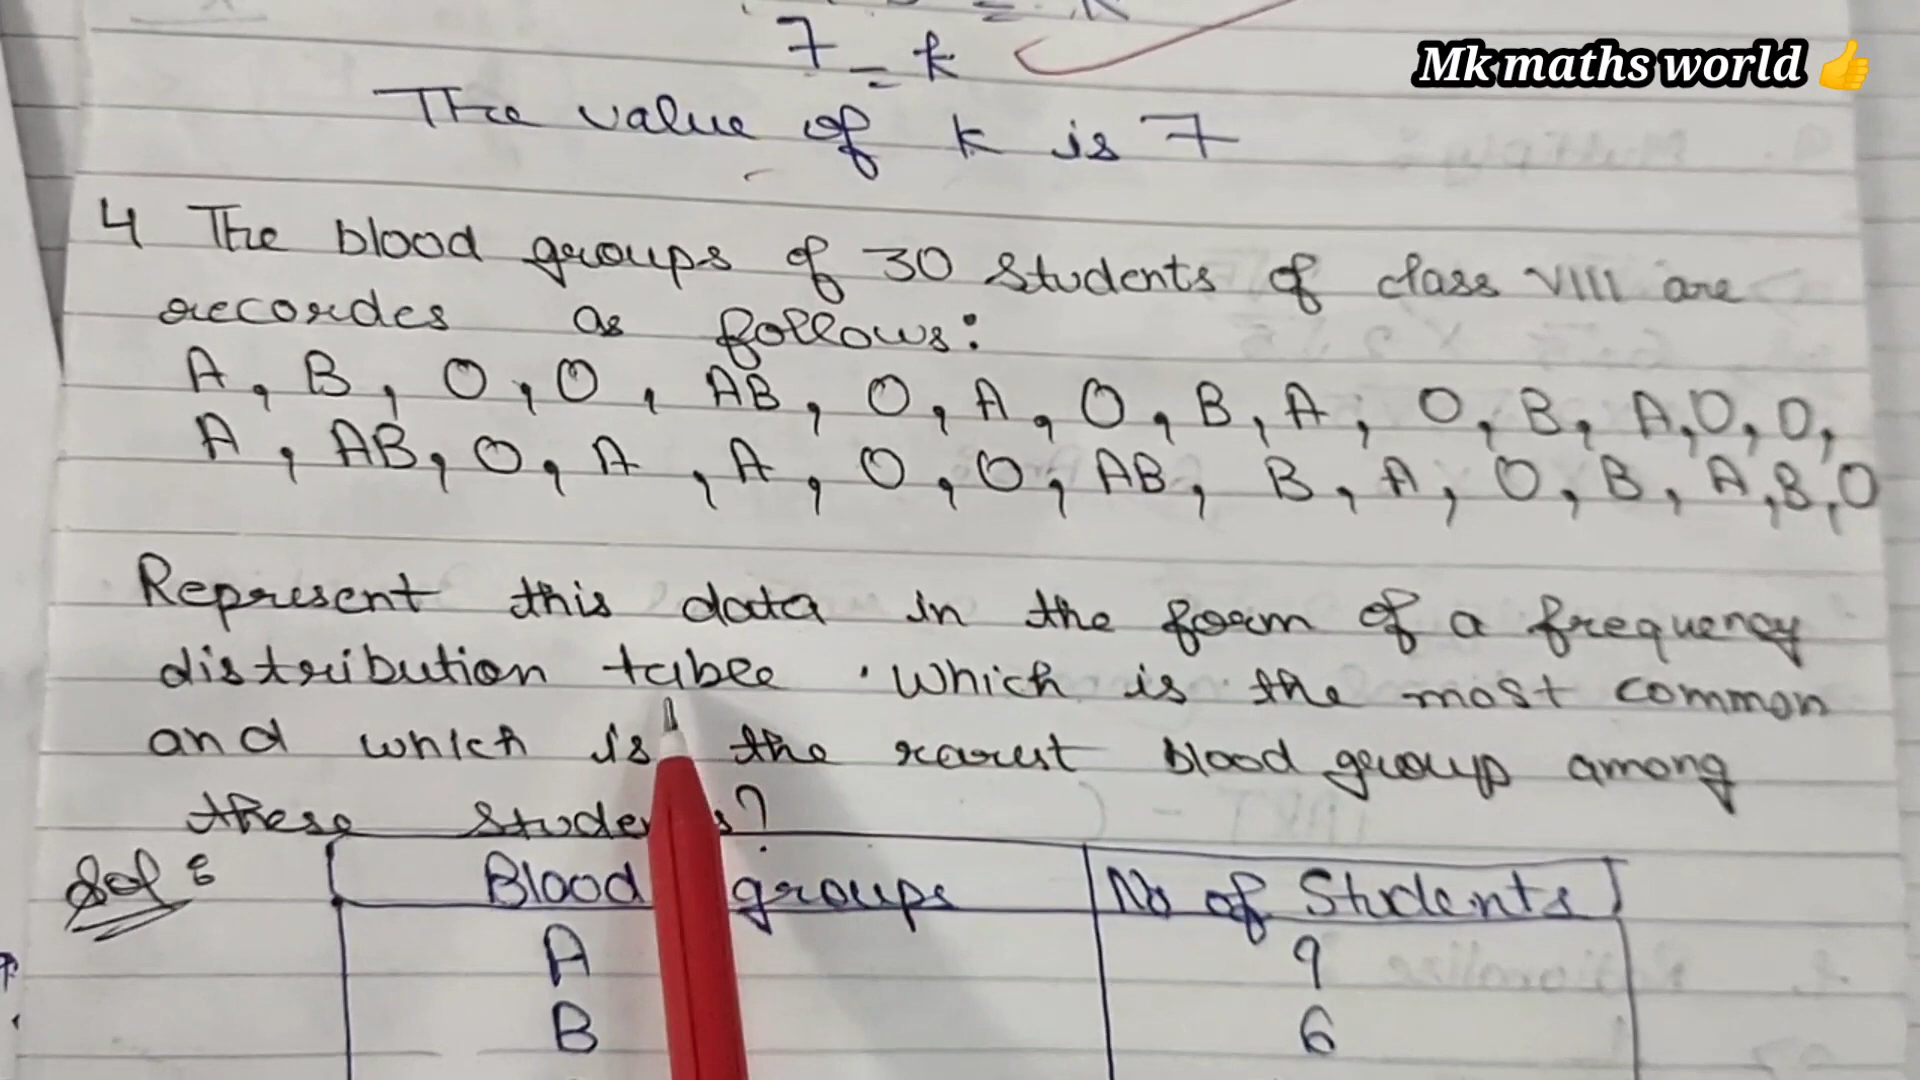 7 = k
Mk maths world 👍
The value of k is 7
4 The blood groups of 30 students of class VIII are
recordes as follows:
A, B, O, O, AB, O, A, O, B, A, O, B, A, O, O,
A, AB, O, A, A, O, O, AB, B, A, O, B, A, B, O
Represent this data in the form of a frequency
distribution table . Which is the most common
and which is the rarest blood group among
these students?
Sol :
Blood groups No of Students
A 9
B 6